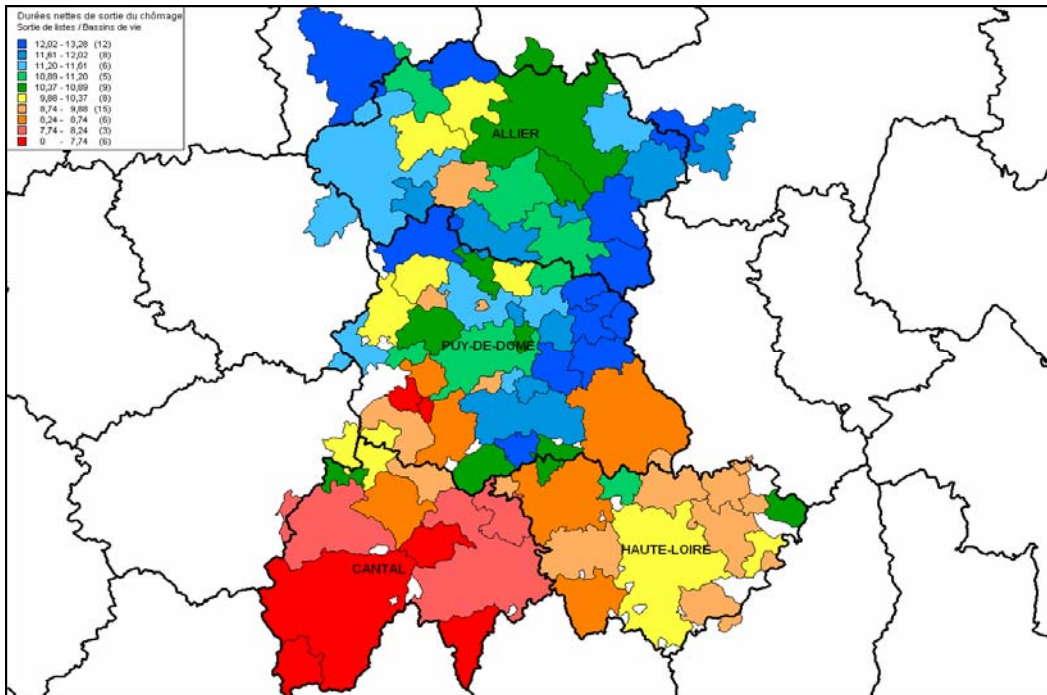 Durées nettes de sortie du chômage
Sortie de listes / Bassins de vie
12,02 - 13,28 (12)
11,61 - 12,02 (8)
11,20 - 11,61 (6)
10,89 - 11,20 (5)
10,37 - 10,89 (9)
9,88 - 10,37 (8)
8,74 - 9,88 (15)
8,24 - 8,74 (6)
7,74 - 8,24 (3)
0 - 7,74 (6)
ALLIER
PUY-DE-DOME
HAUTE-LOIRE
CANTAL